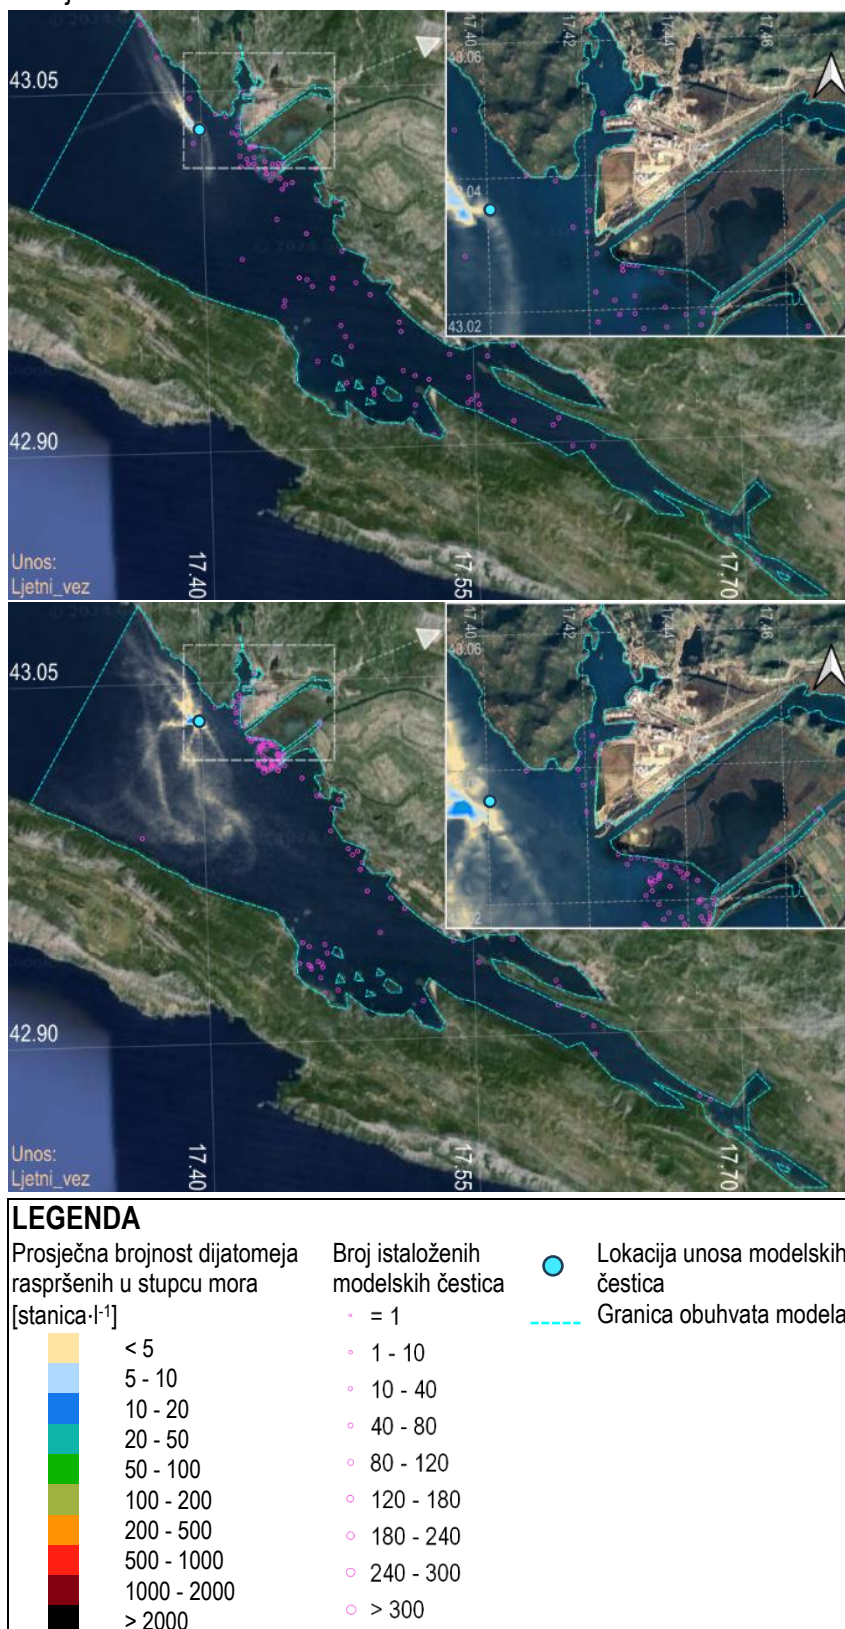 43.05
42.90
17.40
17.55
17.70
Unos:
Ljetni_vez
17.40
17.42
17.44
17.46
43.06
43.04
43.02
43.05
42.90
17.40
17.55
17.70
Unos:
Ljetni_vez
17.40
17.42
17.44
17.46
43.06
LEGENDA
Prosječna brojnost dijatomeja
raspršenih u stupcu mora
[stanica·l-1]
< 5
5 - 10
10 - 20
20 - 50
50 - 100
100 - 200
200 - 500
500 - 1000
1000 - 2000
> 2000
Broj istaloženih
modelskih čestica
= 1
1 - 10
10 - 40
40 - 80
80 - 120
120 - 180
180 - 240
240 - 300
> 300
Lokacija unosa modelskih
čestica
Granica obuhvata modela